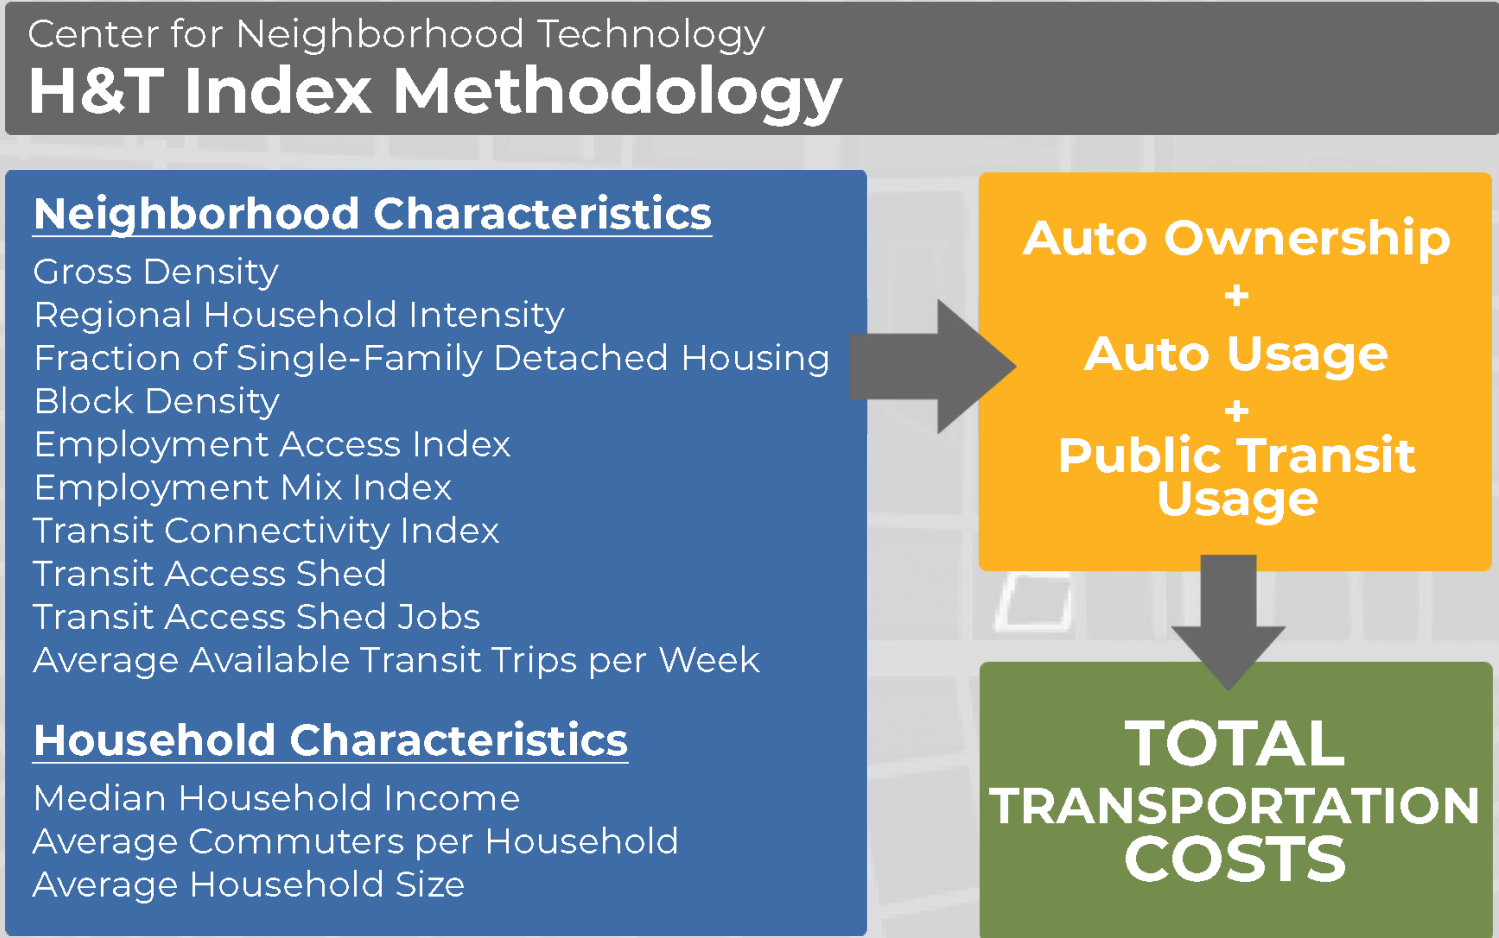 Center for Neighborhood Technology
H&T Index Methodology
Neighborhood Characteristics
Gross Density
Regional Household Intensity
Fraction of Single-Family Detached Housing
Block Density
Employment Access Index
Employment Mix Index
Transit Connectivity Index
Transit Access Shed
Transit Access Shed Jobs
Average Available Transit Trips per Week
Household Characteristics
Median Household Income
Average Commuters per Household
Average Household Size
Auto Ownership
+
Auto Usage
+
Public Transit
Usage
TOTAL
TRANSPORTATION
COSTS